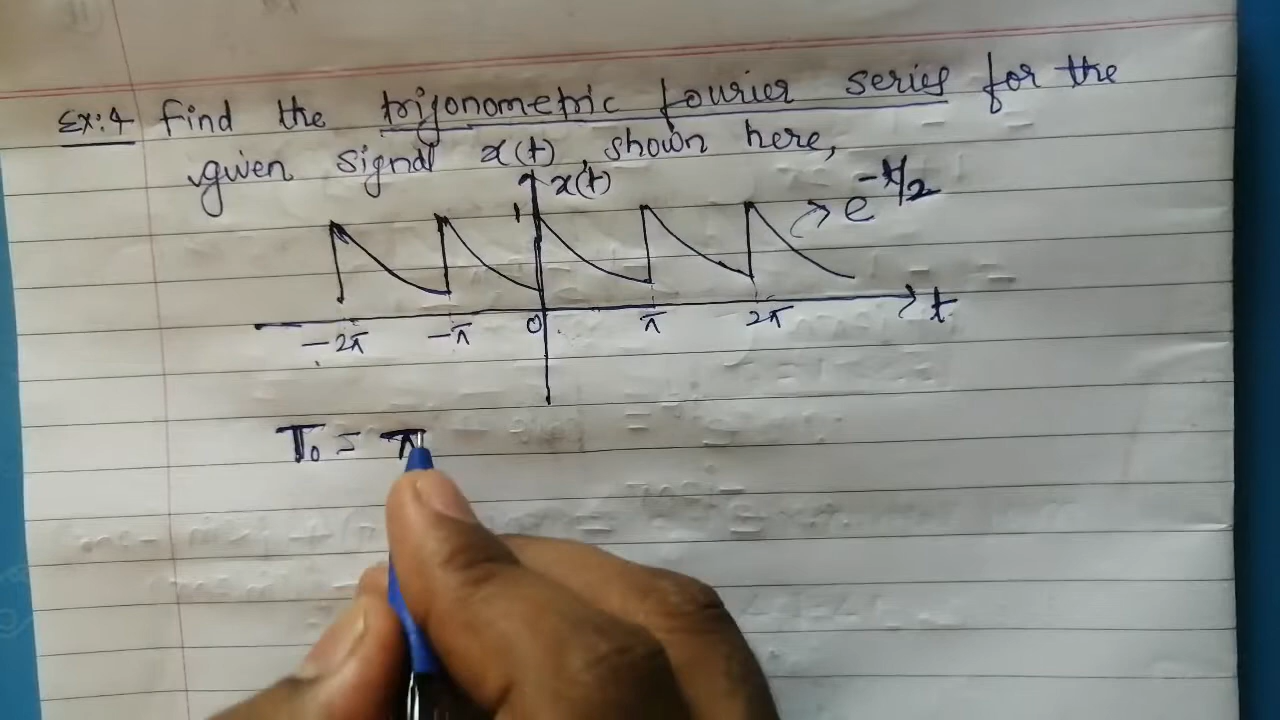 Ex:4 find the trigonometric fourier series for the
given signal x(t), shown here,
x(t)
1
e^{-t/2}
-2π -π 0 π 2π t
T₀ = π